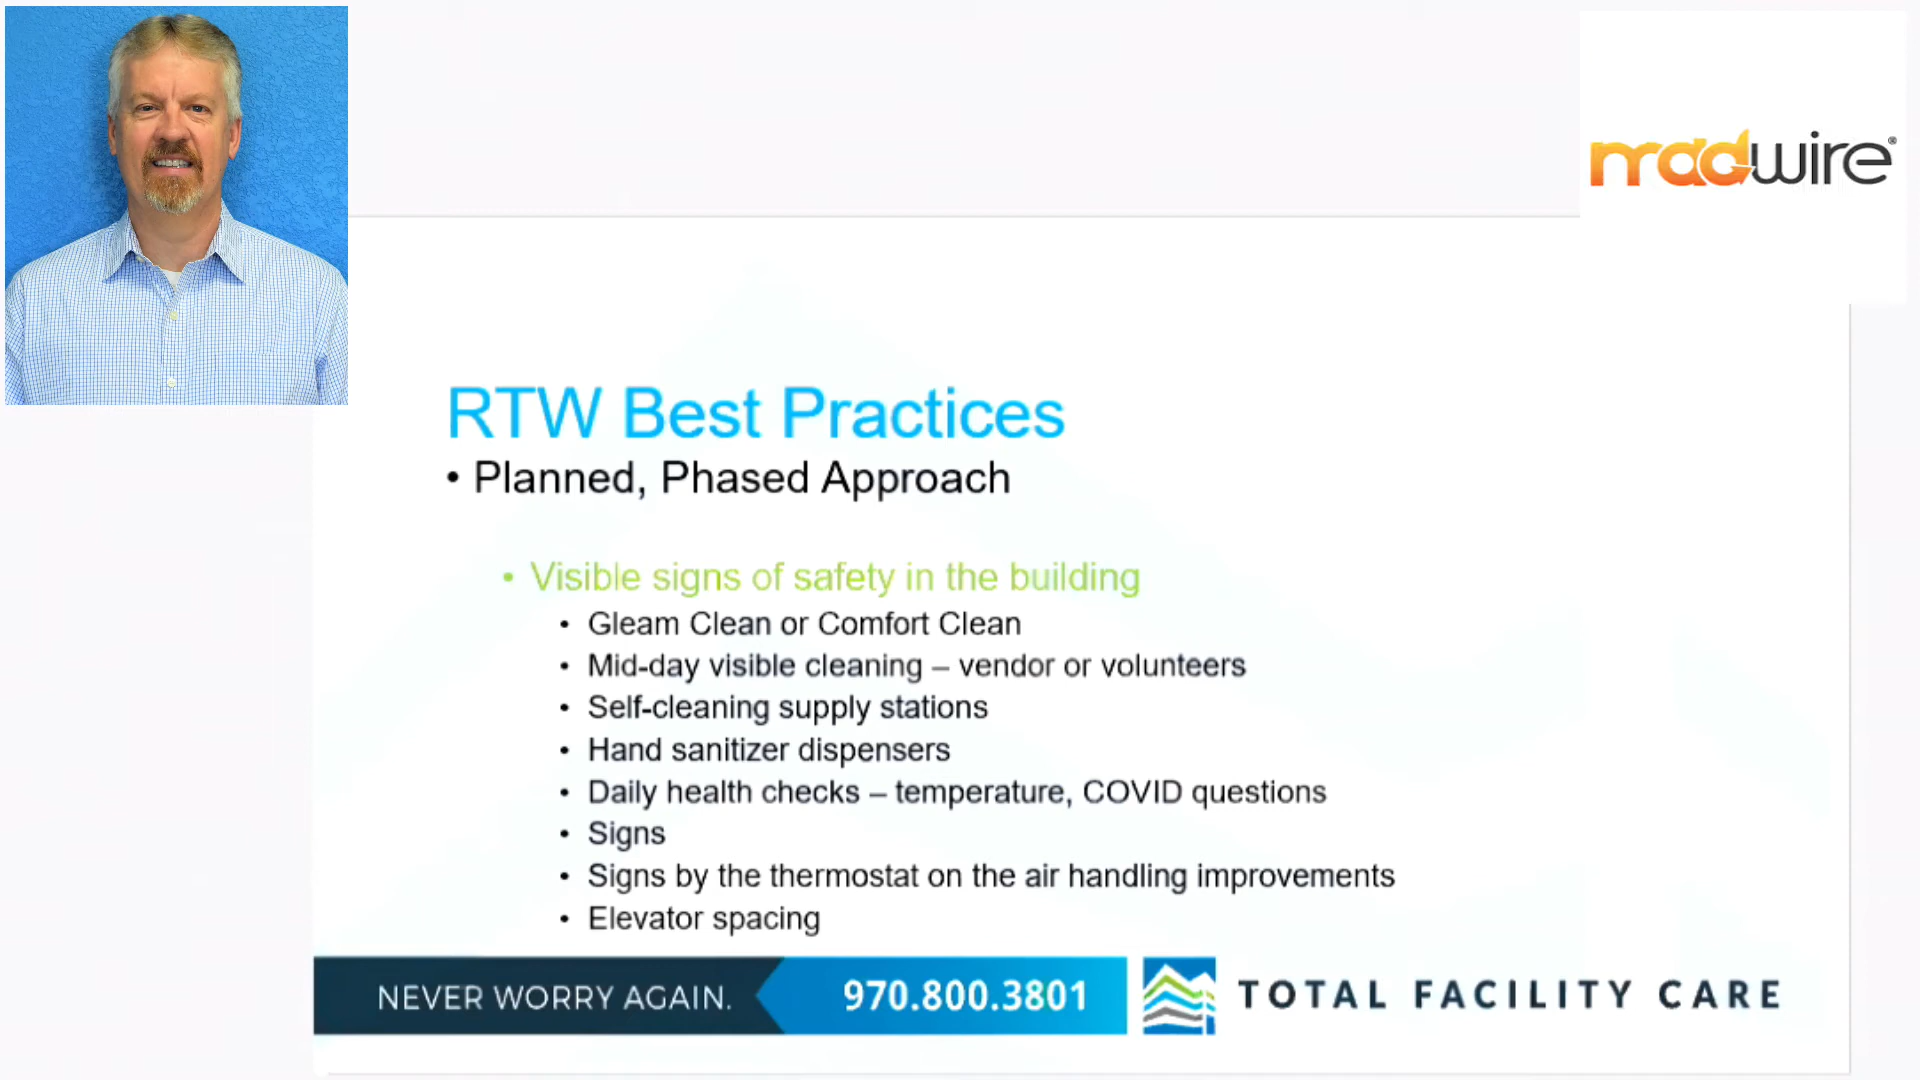 madwire®
RTW Best Practices
• Planned, Phased Approach
• Visible signs of safety in the building
• Gleam Clean or Comfort Clean
• Mid-day visible cleaning – vendor or volunteers
• Self-cleaning supply stations
• Hand sanitizer dispensers
• Daily health checks – temperature, COVID questions
• Signs
• Signs by the thermostat on the air handling improvements
• Elevator spacing
NEVER WORRY AGAIN. 970.800.3801 TOTAL FACILITY CARE